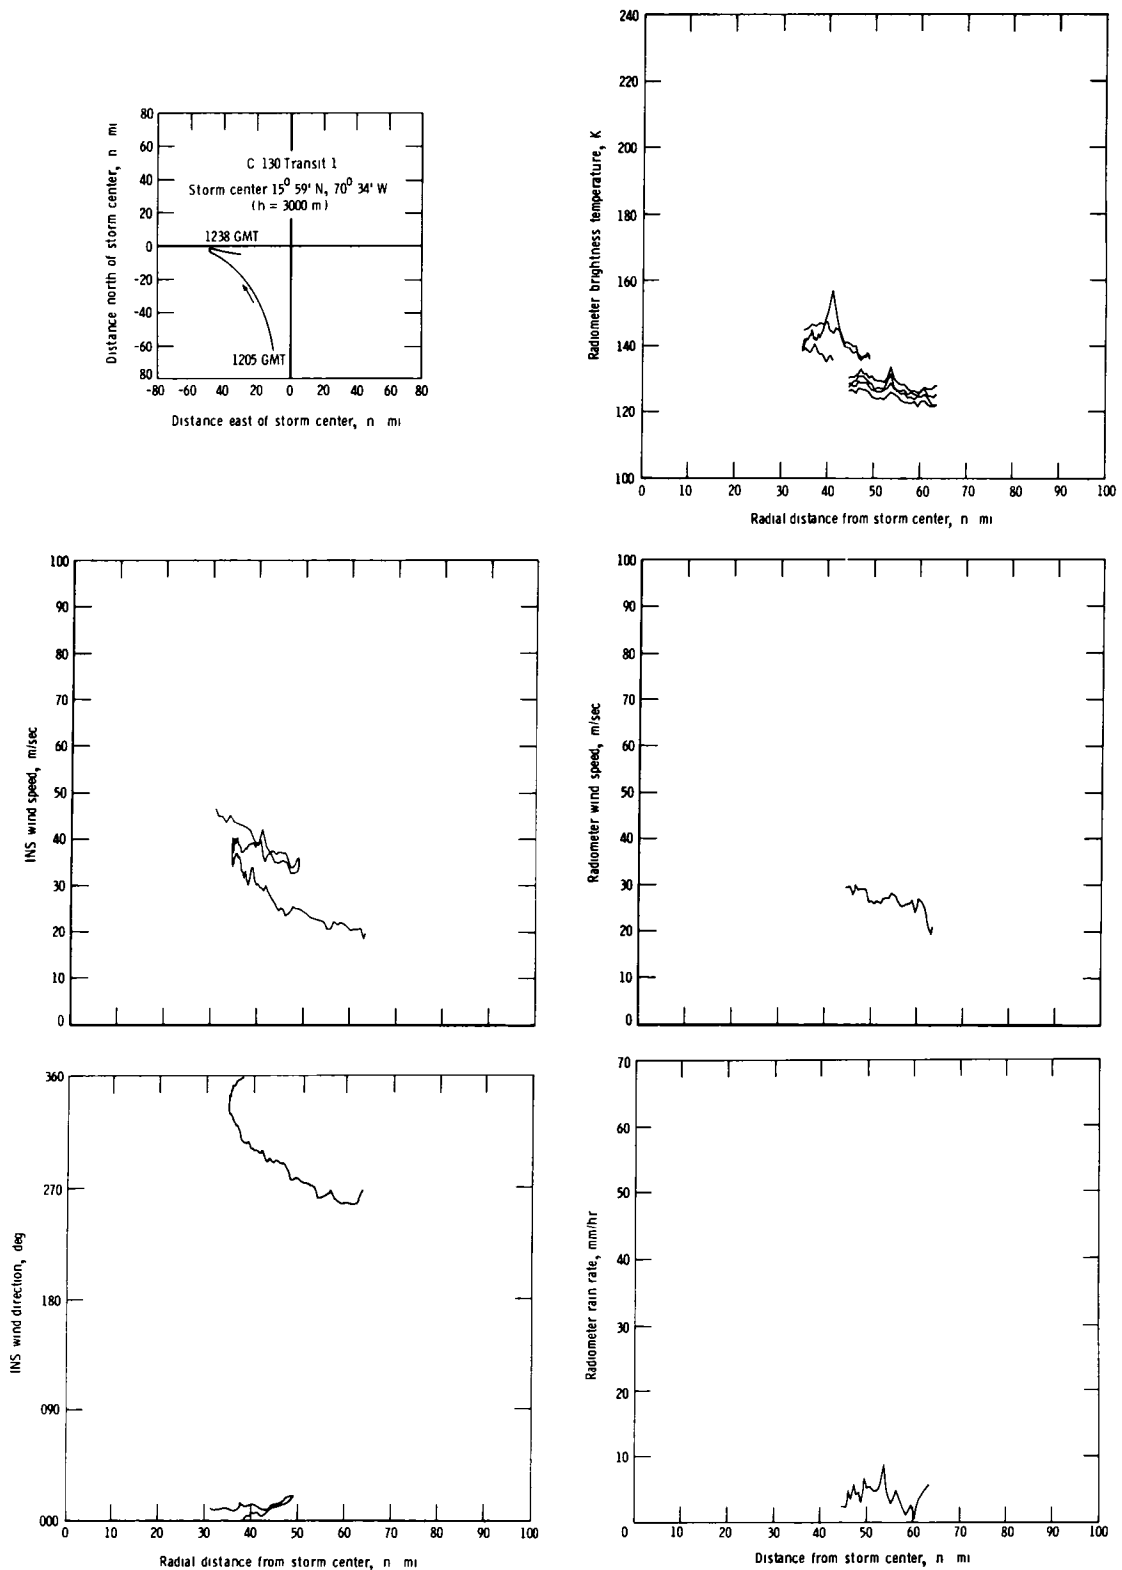 80
60
40
20
0
-20
-40
-60
80
Distance north of storm center, n mi
C 130 Transit 1
Storm center 15⁰ 59' N, 70⁰ 34' W
(h = 3000 m)
1238 GMT
1205 GMT
-80 -60 40 20 0 20 40 60 80
Distance east of storm center, n mi
240
220
200
180
160
140
120
100
Radiometer brightness temperature, K
0 10 20 30 40 50 60 70 80 90 100
Radial distance from storm center, n mi
100
90
80
70
60
50
40
30
20
10
0
INS wind speed, m/sec
100
90
80
70
60
50
40
30
20
10
0
Radiometer wind speed, m/sec
360
270
180
090
000
INS wind direction, deg
0 10 20 30 40 50 60 70 80 90 100
Radial distance from storm center, n mi
70
60
50
40
30
20
10
0
Radiometer rain rate, mm/hr
10 20 30 40 50 60 70 80 90 100
Distance from storm center, n mi